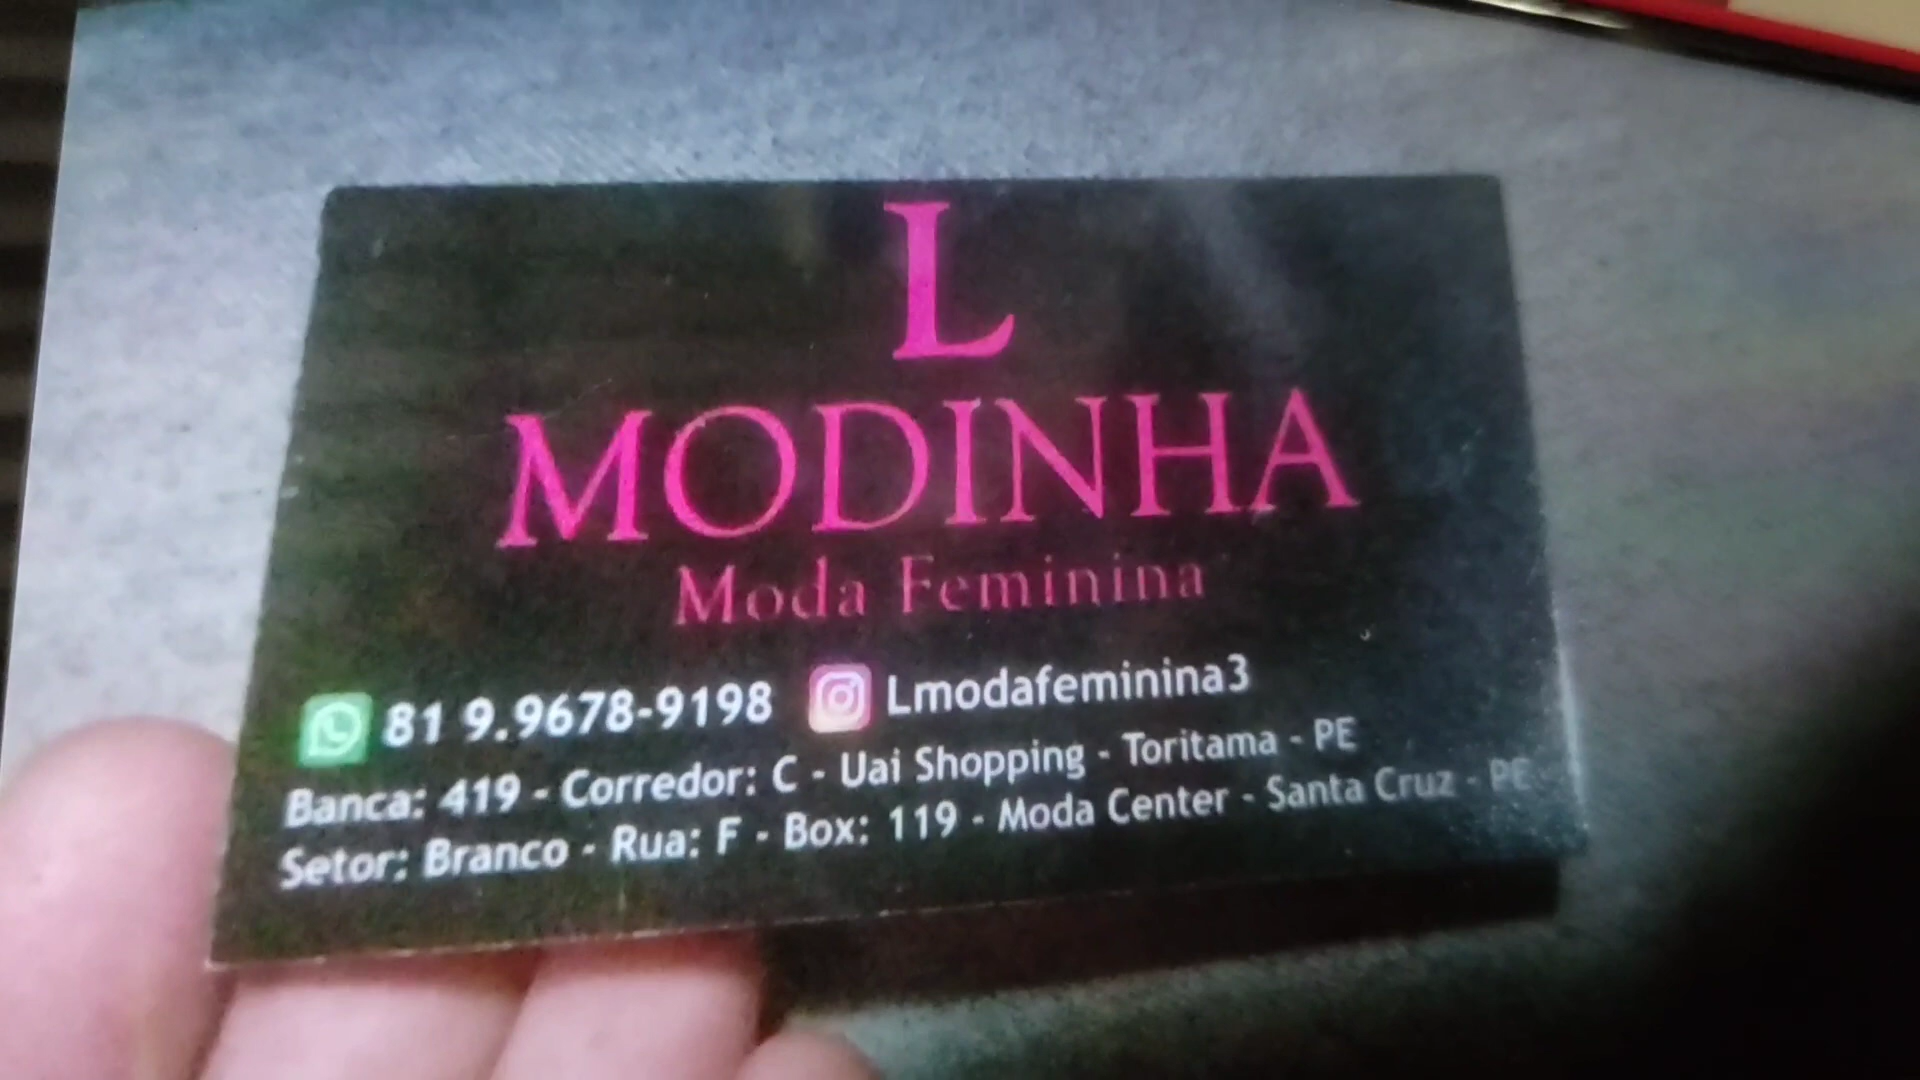 L
MODINHA
Moda Feminina
81 9.9678-9198 Lmodafeminina3
Banca: 419 - Corredor: C - Uai Shopping - Toritama - PE
Setor: Branco - Rua: F - Box: 119 - Moda Center - Santa Cruz - PE